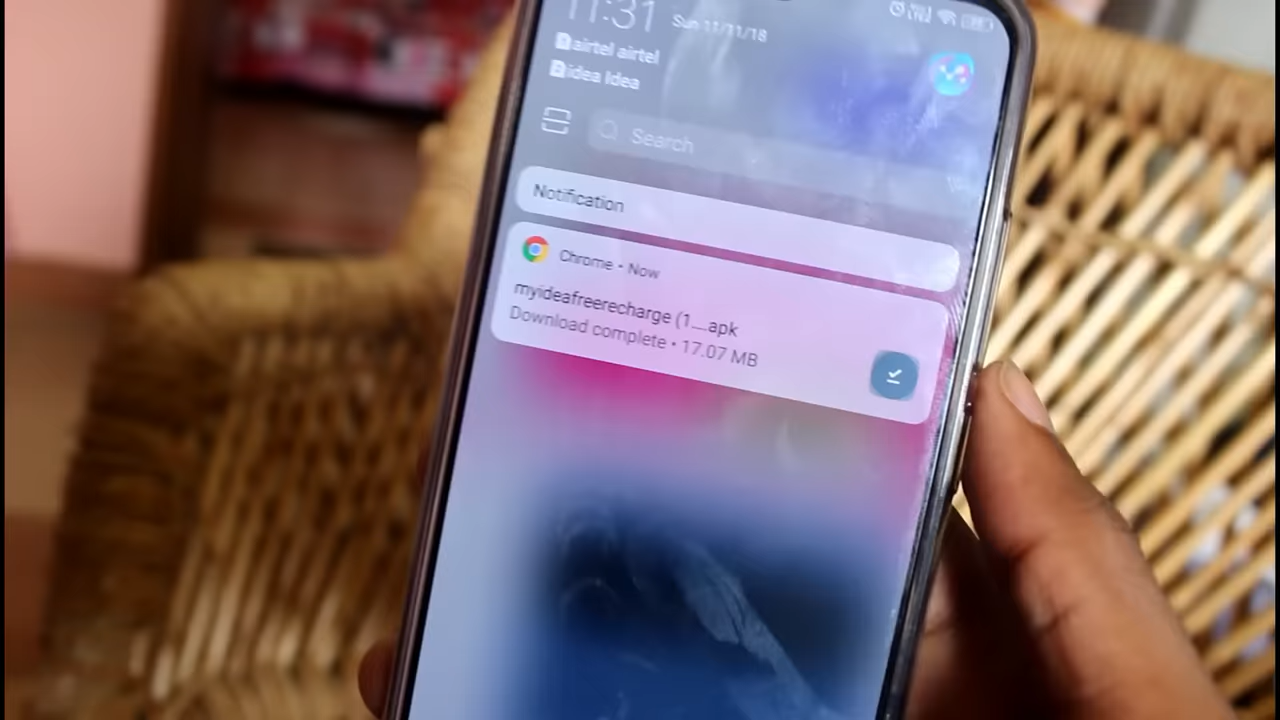 11:31 Sun 11/11/18
airtel airtel
idea Idea
Search
Notification
Chrome • Now
myideafreerecharge (1....apk
Download complete • 17.07 MB